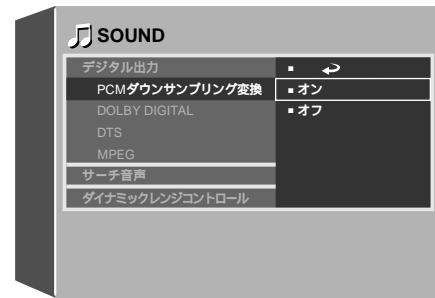 SOUND
デジタル出力
PCMダウンサンプリング変換
オン
DOLBY DIGITAL
オフ
DTS
MPEG
サーチ音声
ダイナミックレンジコントロール